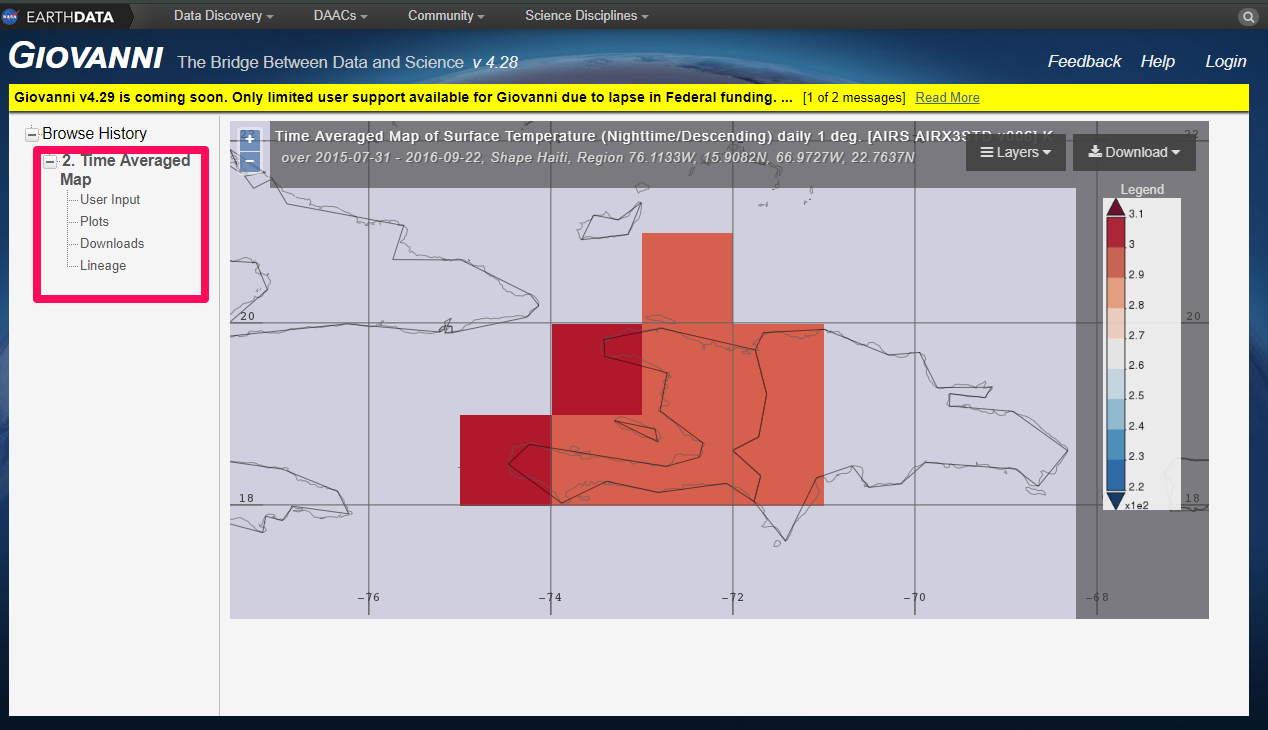 NASA EARTHDATA Data Discovery DAACs Community Science Disciplines
GIOVANNI The Bridge Between Data and Science v 4.28 Feedback Help Login
Giovanni v4.29 is coming soon. Only limited user support available for Giovanni due to lapse in Federal funding. ... [1 of 2 messages] Read More
Browse History
2. Time Averaged
Map
User Input
Plots
Downloads
Lineage
22
+
−
Time Averaged Map of Surface Temperature (Nighttime/Descending) daily 1 deg. [AIRS AIRX3STD v006] K
over 2015-07-31 - 2016-09-22, Shape Haiti, Region 76.1133W, 15.9082N, 66.9727W, 22.7637N
Layers
Download
22
Legend
3.1
3
2.9
2.8
2.7
2.6
2.5
2.4
2.3
2.2
x1e2
20 20
18 18
-76 -74 -72 -70 -68